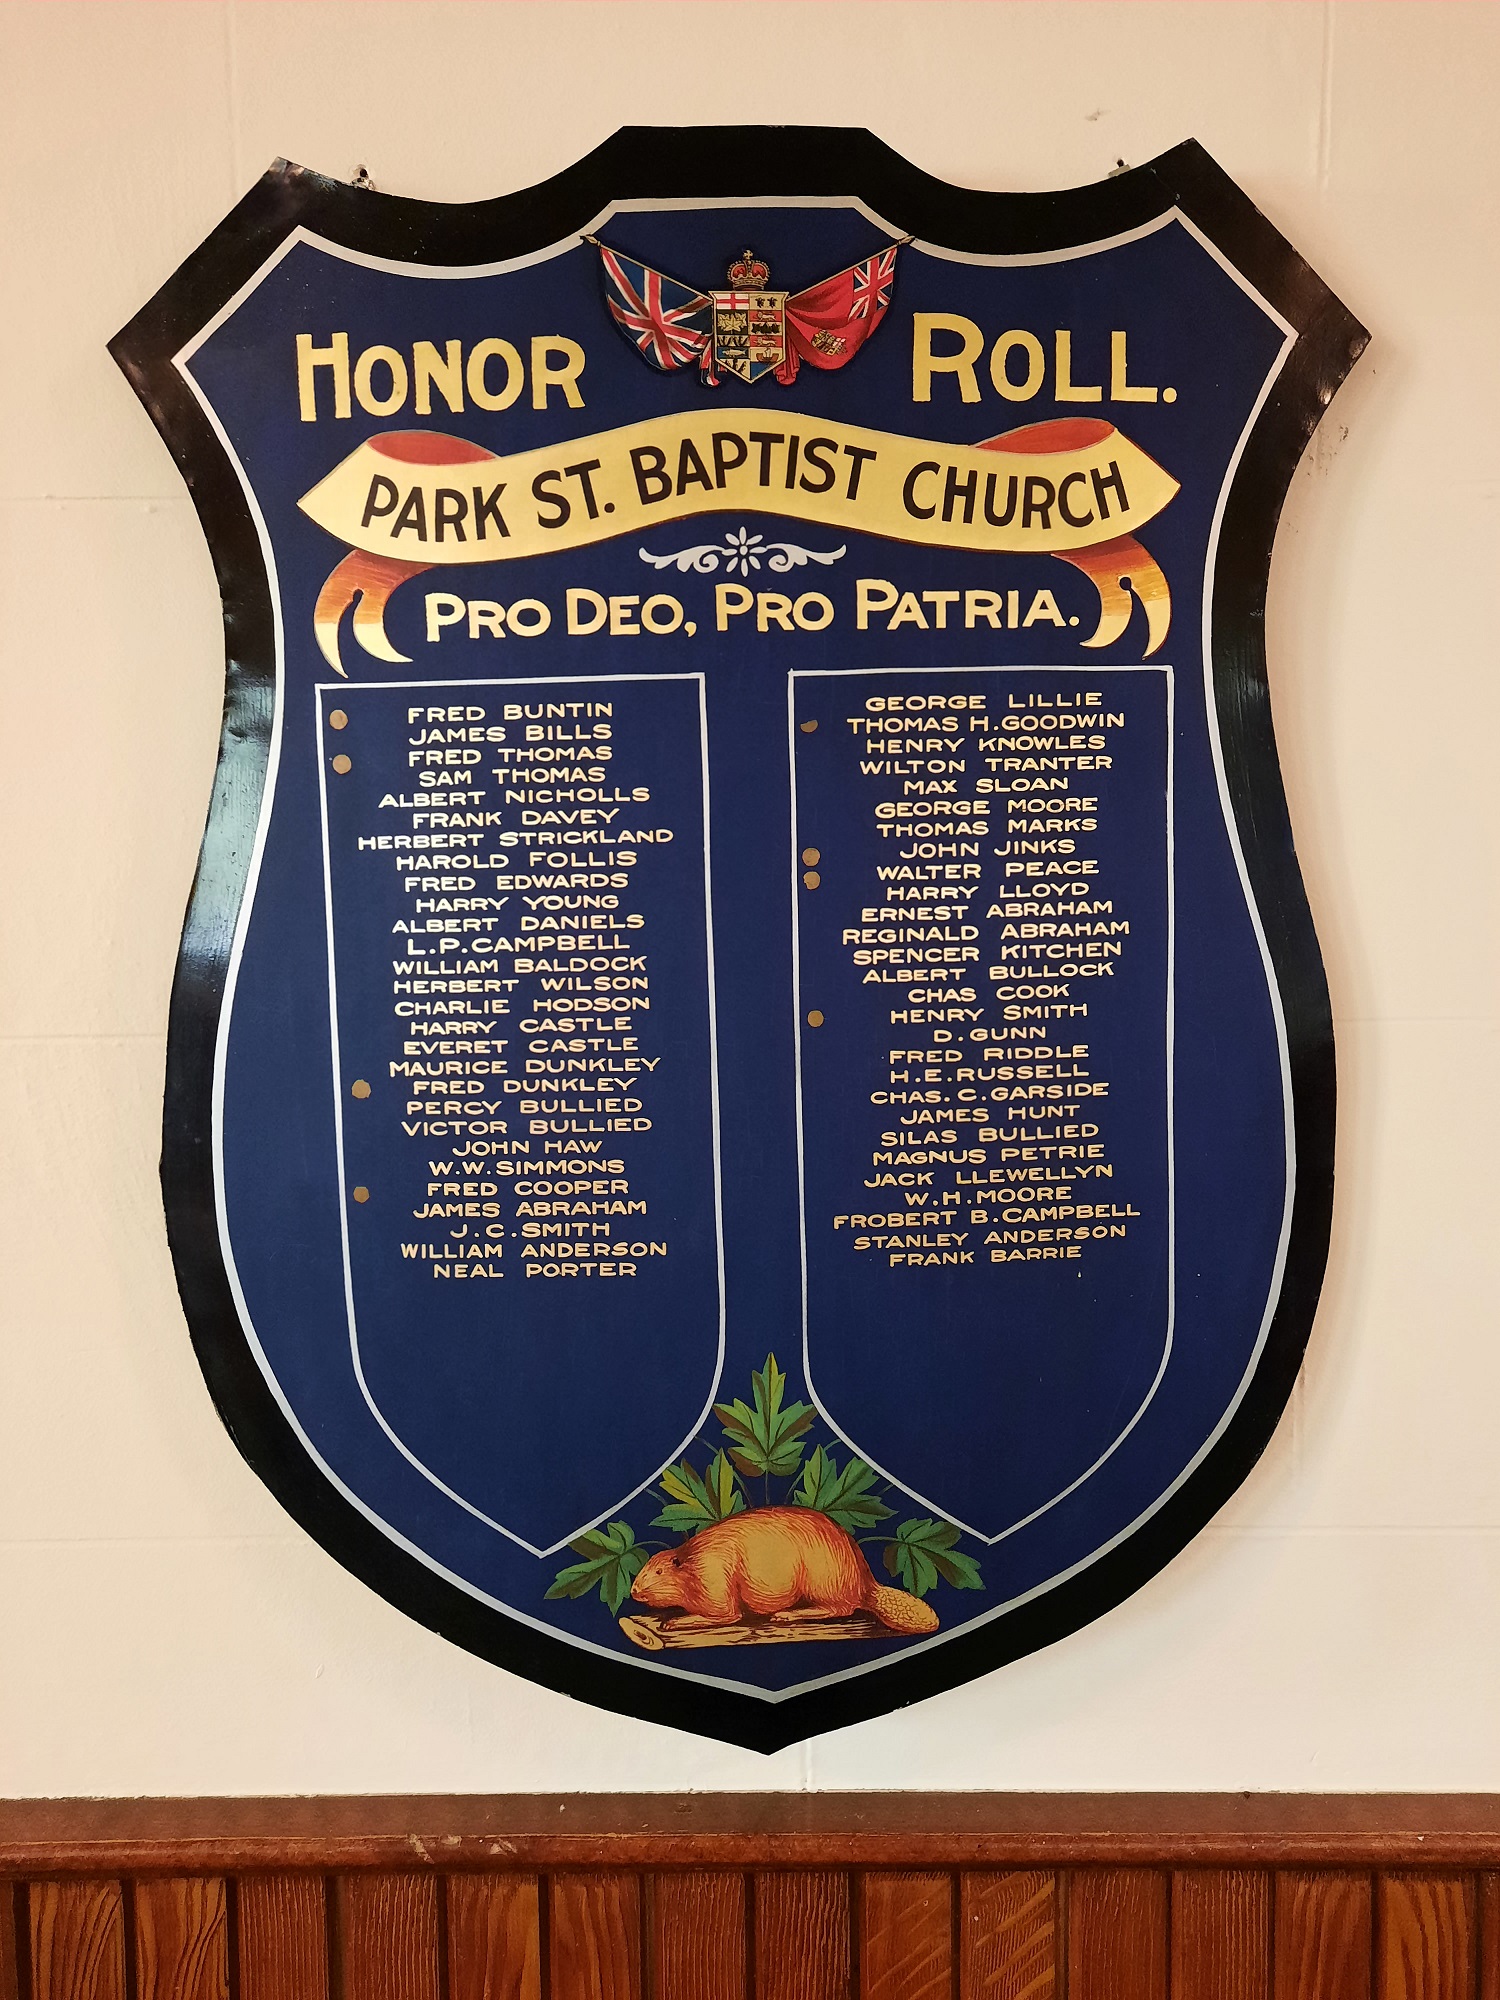 HONOR ROLL.
PARK ST. BAPTIST CHURCH
PRO DEO, PRO PATRIA.
FRED BUNTIN
JAMES BILLS
FRED THOMAS
SAM THOMAS
ALBERT NICHOLLS
FRANK DAVEY
HERBERT STRICKLAND
HAROLD FOLLIS
FRED EDWARDS
HARRY YOUNG
ALBERT DANIELS
L.P.CAMPBELL
WILLIAM BALDOCK
HERBERT WILSON
CHARLIE HODSON
HARRY CASTLE
EVERET CASTLE
MAURICE DUNKLEY
FRED DUNKLEY
PERCY BULLIED
VICTOR BULLIED
JOHN HAW
W.W.SIMMONS
FRED COOPER
JAMES ABRAHAM
J.C.SMITH
WILLIAM ANDERSON
NEAL PORTER
GEORGE LILLIE
THOMAS H.GOODWIN
HENRY KNOWLES
WILTON TRANTER
MAX SLOAN
GEORGE MOORE
THOMAS MARKS
JOHN JINKS
WALTER PEACE
HARRY LLOYD
ERNEST ABRAHAM
REGINALD ABRAHAM
SPENCER KITCHEN
ALBERT BULLOCK
CHAS COOK
HENRY SMITH
D.GUNN
FRED RIDDLE
H.E.RUSSELL
CHAS.C.GARSIDE
JAMES HUNT
SILAS BULLIED
MAGNUS PETRIE
JACK LLEWELLYN
W.H.MOORE
FROBERT B.CAMPBELL
STANLEY ANDERSON
FRANK BARRIE